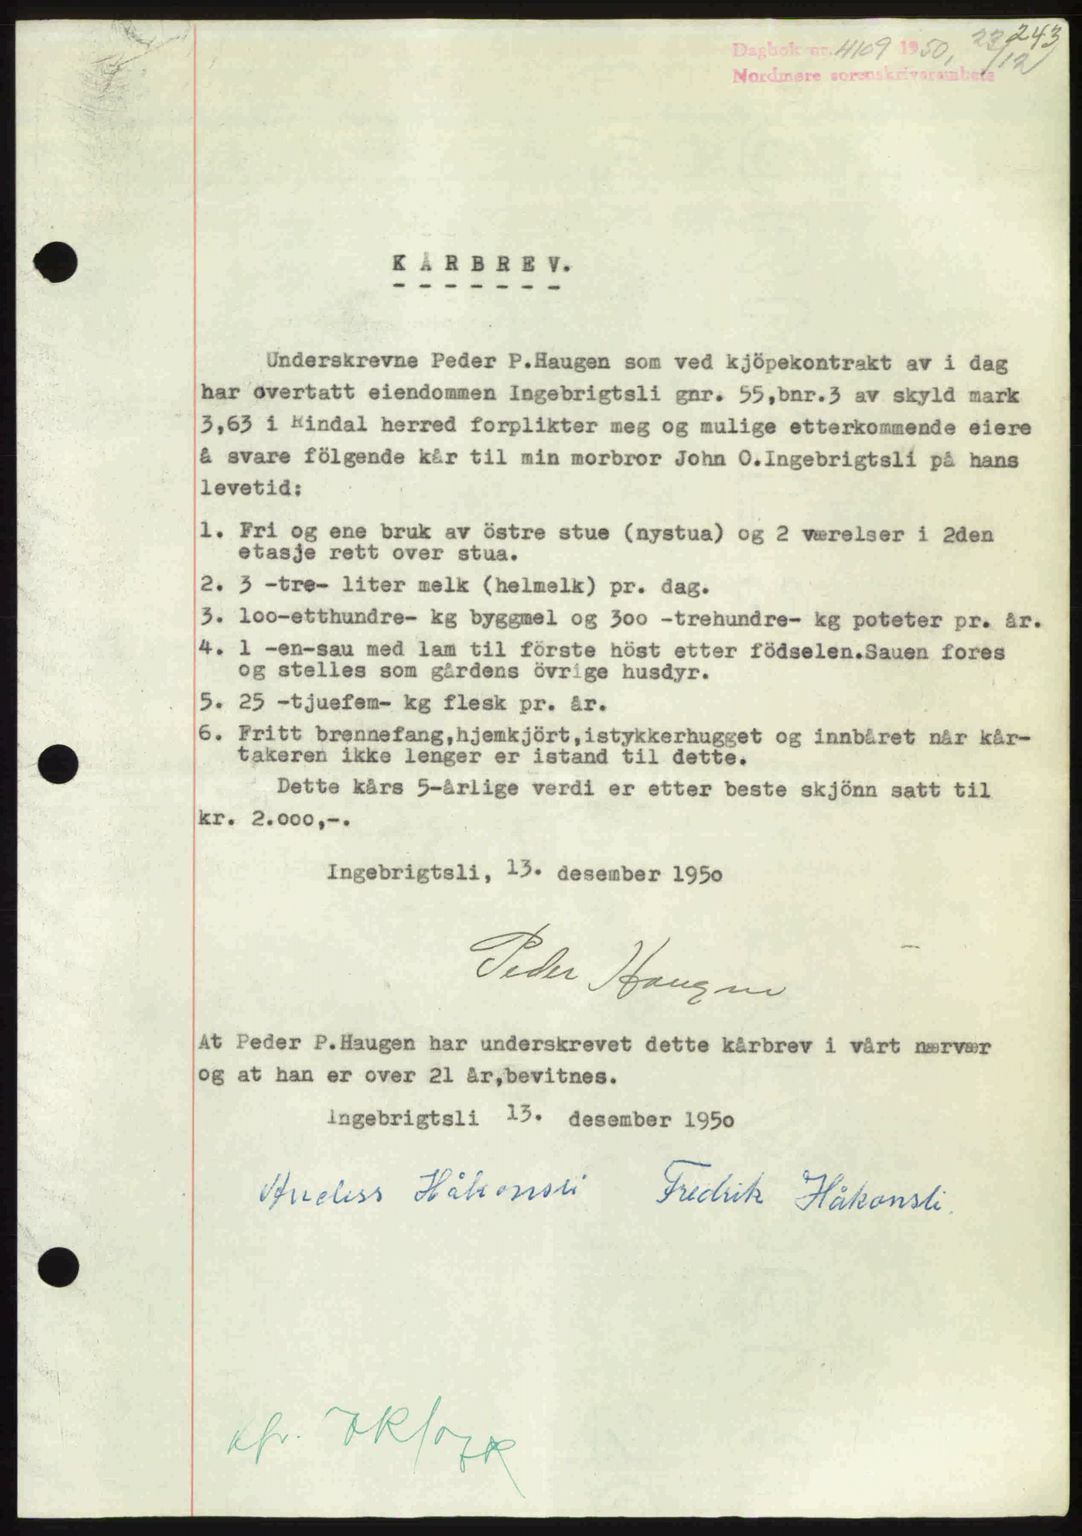 243
Dagbok nr. 4109 1950, 22/12
Nordmøre sorenskriverembete
KÅRBREV.
Underskrevne Peder P.Haugen som ved kjöpekontrakt av i dag
har overtatt eiendommen Ingebrigtsli gnr. 55,bnr.3 av skyld mark
3,63 i Rindal herred forplikter meg og mulige etterkommende eiere
å svare fölgende kår til min morbror John O.Ingebrigtsli på hans
levetid:
1. Fri og ene bruk av östre stue (nystua) og 2 værelser i 2den
etasje rett over stua.
2. 3 -tre- liter melk (helmelk) pr. dag.
3. loo-etthundre- kg byggmel og 3oo -trehundre- kg poteter pr. år.
4. 1 -en-sau med lam til förste höst etter födselen.Sauen fores
og stelles som gårdens övrige husdyr.
5. 25 -tjuefem- kg flesk pr. år.
6. Fritt brennefang,hjemkjört,istykkerhugget og innbåret når kår-
takeren ikke lenger er istand til dette.
Dette kårs 5-årlige verdi er etter beste skjönn satt til
kr. 2.ooo,-.
Ingebrigtsli, 13. desember 195o
Peder Haugen
At Peder P.Haugen har underskrevet dette kårbrev i vårt nærvær
og at han er over 21 år,bevitnes.
Ingebrigtsli 13. desember 195o
Anders Håkonsli Fredrik Håkonsli.